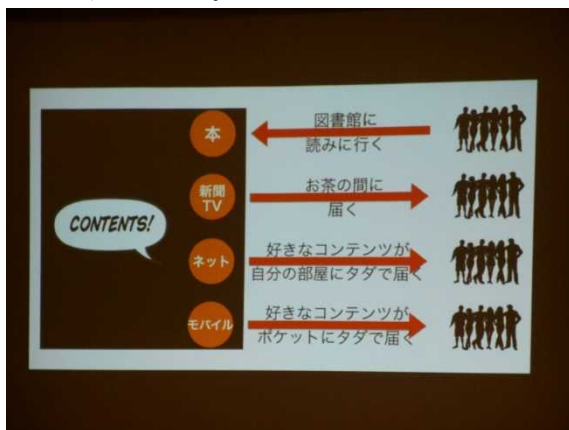 CONTENTS!
本
図書館に
読みに行く
新聞
TV
お茶の間に
届く
ネット
好きなコンテンツが
自分の部屋にタダで届く
モバイル
好きなコンテンツが
ポケットにタダで届く